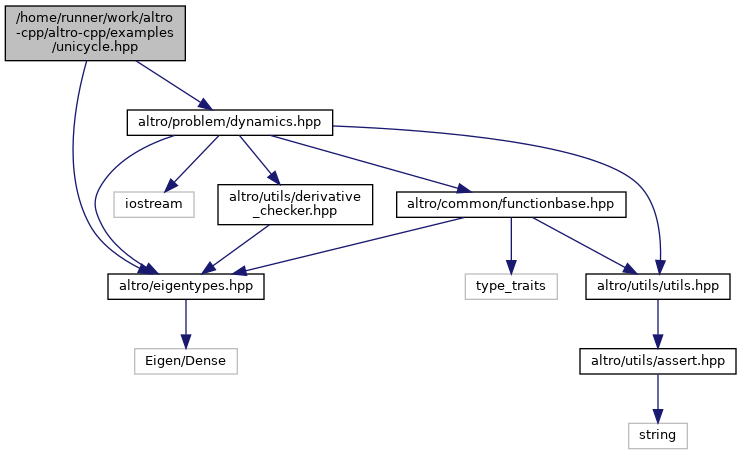 /home/runner/work/altro
-cpp/altro-cpp/examples
/unicycle.hpp
altro/problem/dynamics.hpp
iostream
altro/utils/derivative
_checker.hpp
altro/common/functionbase.hpp
altro/eigentypes.hpp
type_traits
altro/utils/utils.hpp
Eigen/Dense
altro/utils/assert.hpp
string